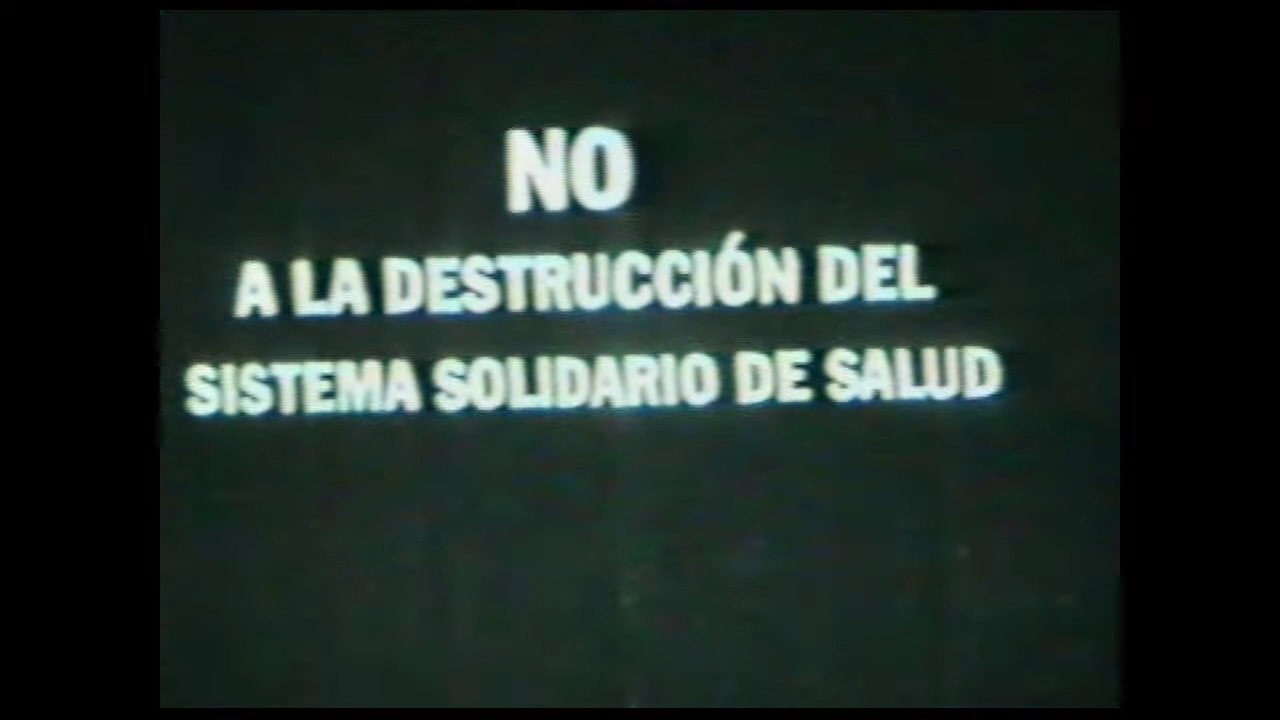 NO
A LA DESTRUCCIÓN DEL
SISTEMA SOLIDARIO DE SALUD